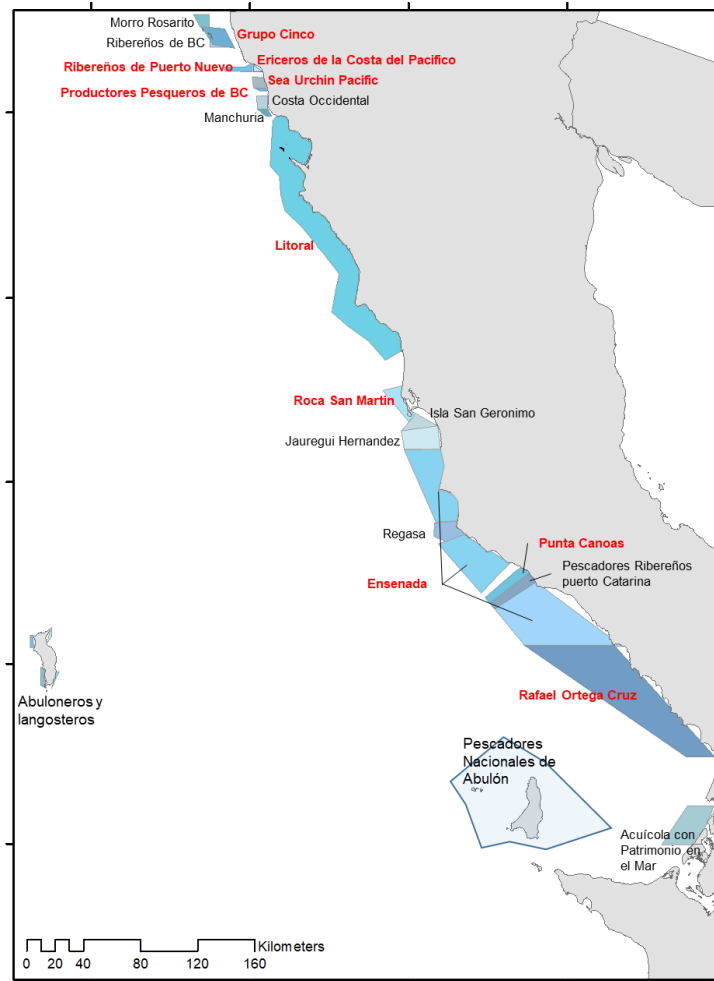 Morro Rosarito
Grupo Cinco
Ribereños de BC
Ericeros de la Costa del Pacifico
Ribereños de Puerto Nuevo
Sea Urchin Pacific
Productores Pesqueros de BC
Costa Occidental
Manchuria
Litoral
Roca San Martin
Isla San Geronimo
Jauregui Hernandez
Regasa
Punta Canoas
Pescadores Ribereños
puerto Catarina
Ensenada
Rafael Ortega Cruz
Abuloneros y
langosteros
Pescadores
Nacionales de
Abulón
Acuícola con
Patrimonio en
el Mar
Kilometers
0 20 40 80 120 160